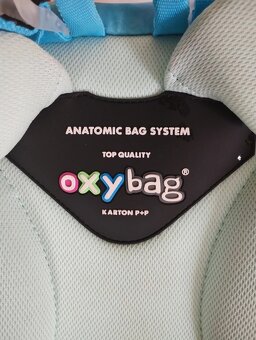 ANATOMIC BAG SYSTEM
TOP QUALITY
oxybag®
KARTON P+P